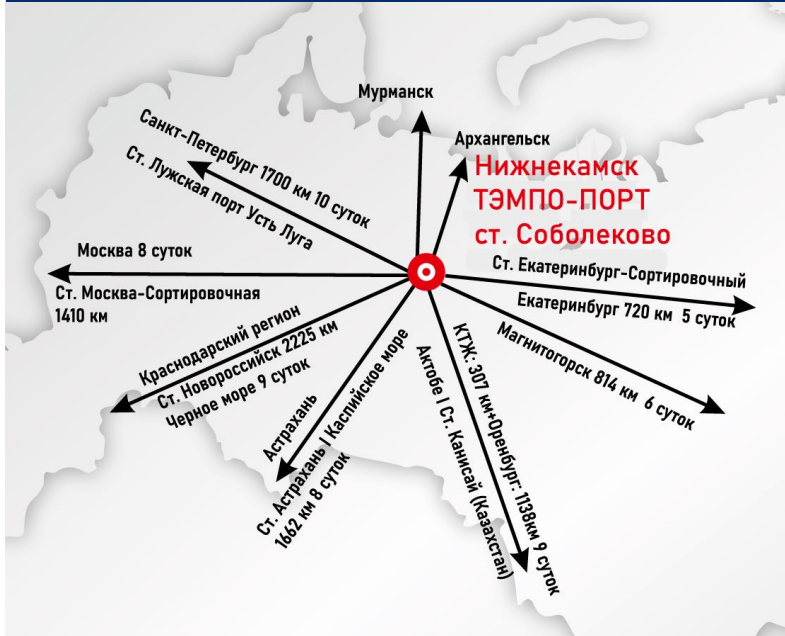 Мурманск
Архангельск
Нижнекамск
ТЭМПО-ПОРТ
ст. Соболеково
Санкт-Петербург 1700 км 10 суток
Ст. Лужская порт Усть Луга
Москва 8 суток
Ст. Москва-Сортировочная
1410 км
Ст. Екатеринбург-Сортировочный
Екатеринбург 720 км 5 суток
Магнитогорск 814 км 6 суток
Краснодарский регион
Ст. Новороссийск 2225 км
Черное море 9 суток
Астрахань
Ст. Астрахань | Каспийское море
1662 км 8 суток
КТЖ: 307 км+Оренбург: 1138км 9 суток
Актобе | Ст. Канисай (Казахстан)